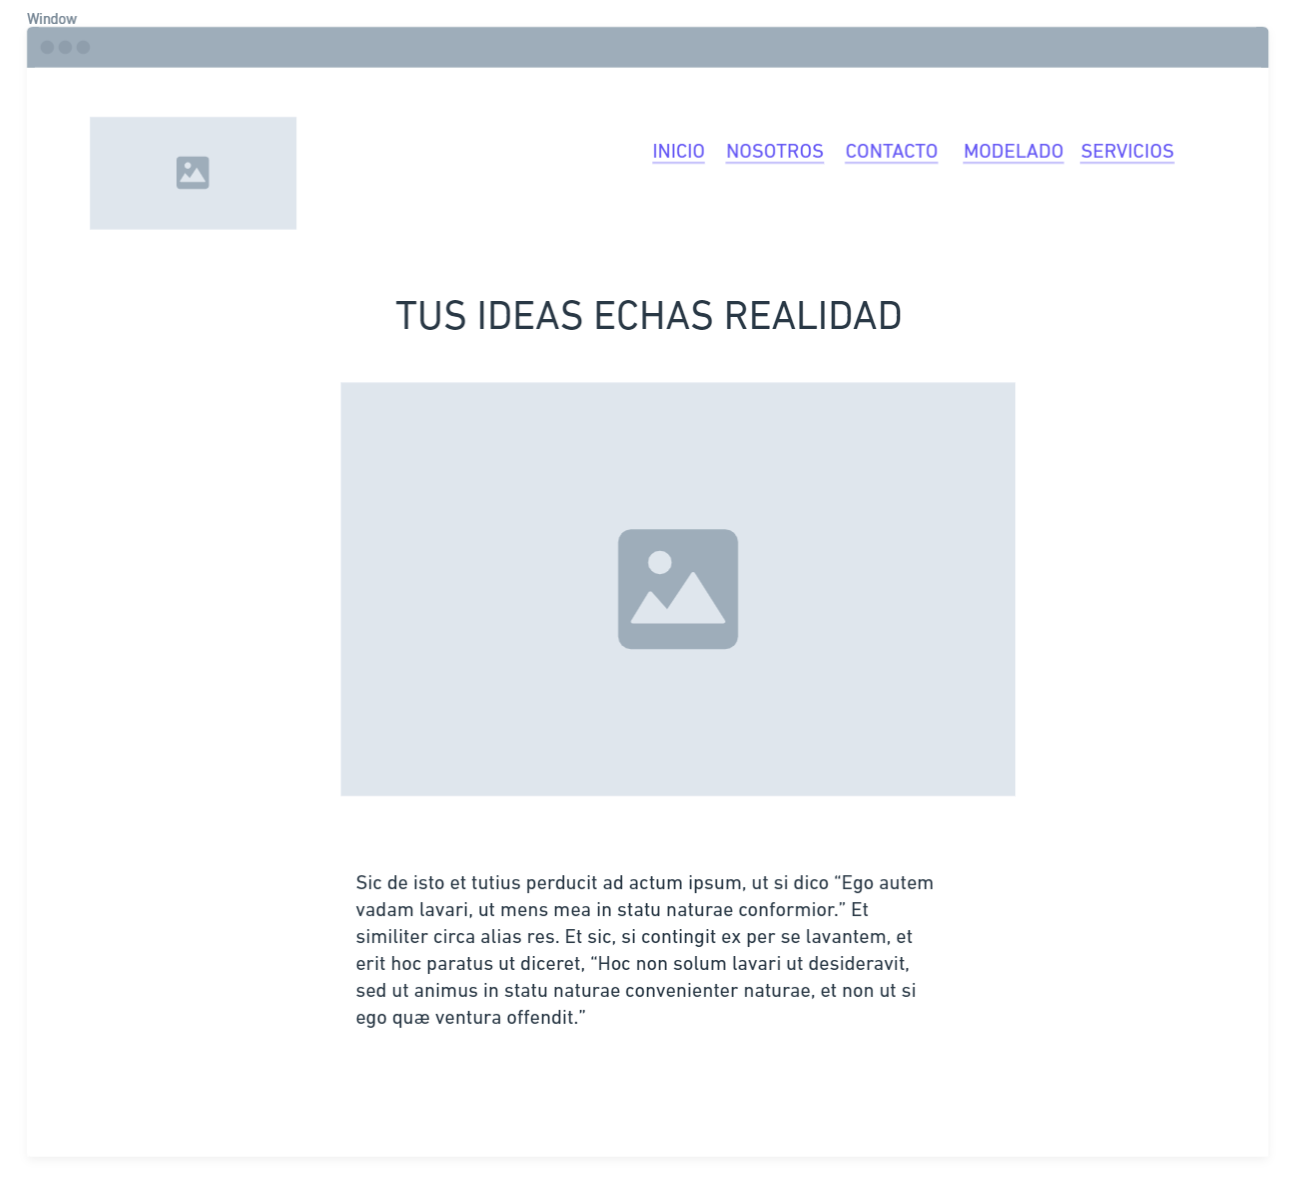 Window
INICIO NOSOTROS CONTACTO MODELADO SERVICIOS
TUS IDEAS ECHAS REALIDAD
Sic de isto et tutius perducit ad actum ipsum, ut si dico “Ego autem
vadam lavari, ut mens mea in statu naturae conformior.” Et
similiter circa alias res. Et sic, si contingit ex per se lavantem, et
erit hoc paratus ut diceret, “Hoc non solum lavari ut desideravit,
sed ut animus in statu naturae convenienter naturae, et non ut si
ego quæ ventura offendit.”